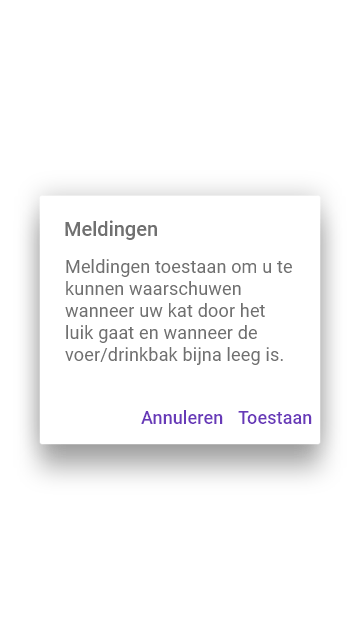 Meldingen
Meldingen toestaan om u te
kunnen waarschuwen
wanneer uw kat door het
luik gaat en wanneer de
voer/drinkbak bijna leeg is.
Annuleren Toestaan